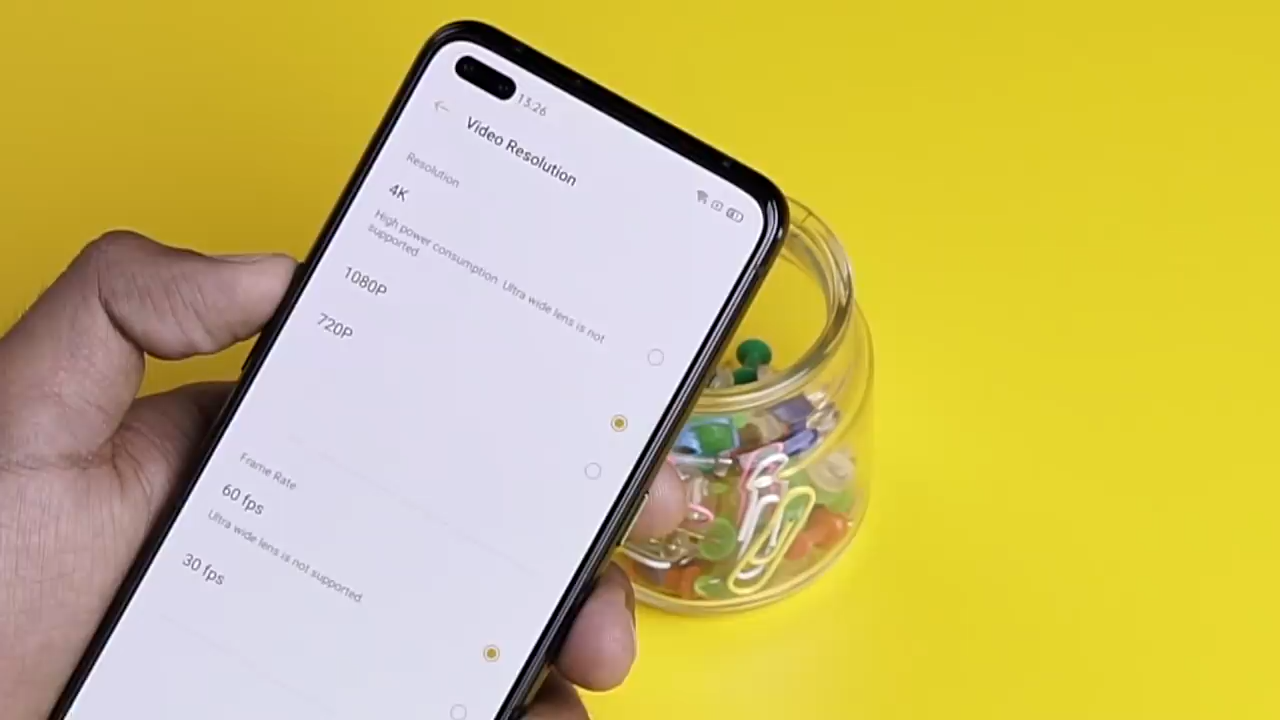 13:26
Video Resolution
Resolution
4K
High power consumption. Ultra wide lens is not
supported
1080P
720P
Frame Rate
60 fps
Ultra wide lens is not supported
30 fps